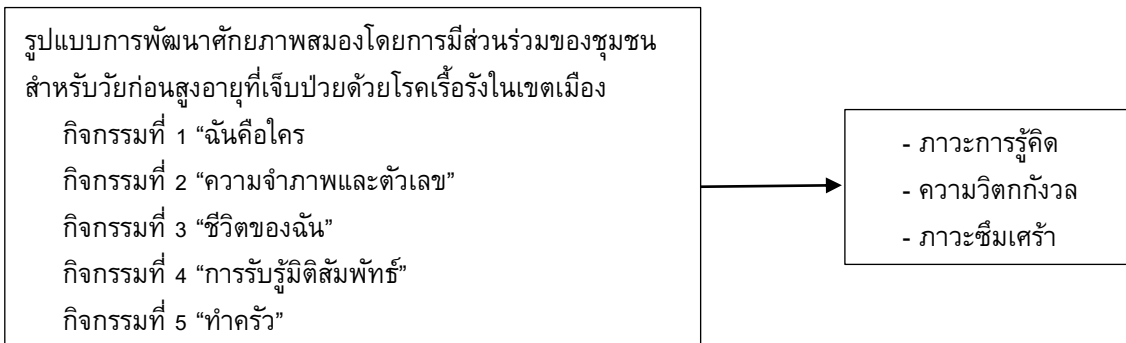 รูปแบบการพัฒนาศักยภาพสมองโดยการมีส่วนร่วมของชุมชน
สำหรับวัยก่อนสูงอายุที่เจ็บป่วยด้วยโรคเรื้อรังในเขตเมือง
กิจกรรมที่ 1 “ฉันคือใคร
กิจกรรมที่ 2 “ความจำภาพและตัวเลข”
กิจกรรมที่ 3 “ชีวิตของฉัน”
กิจกรรมที่ 4 “การรับรู้มิติสัมพัทธ์”
กิจกรรมที่ 5 “ทำครัว”
- ภาวะการรู้คิด
- ความวิตกกังวล
- ภาวะซึมเศร้า